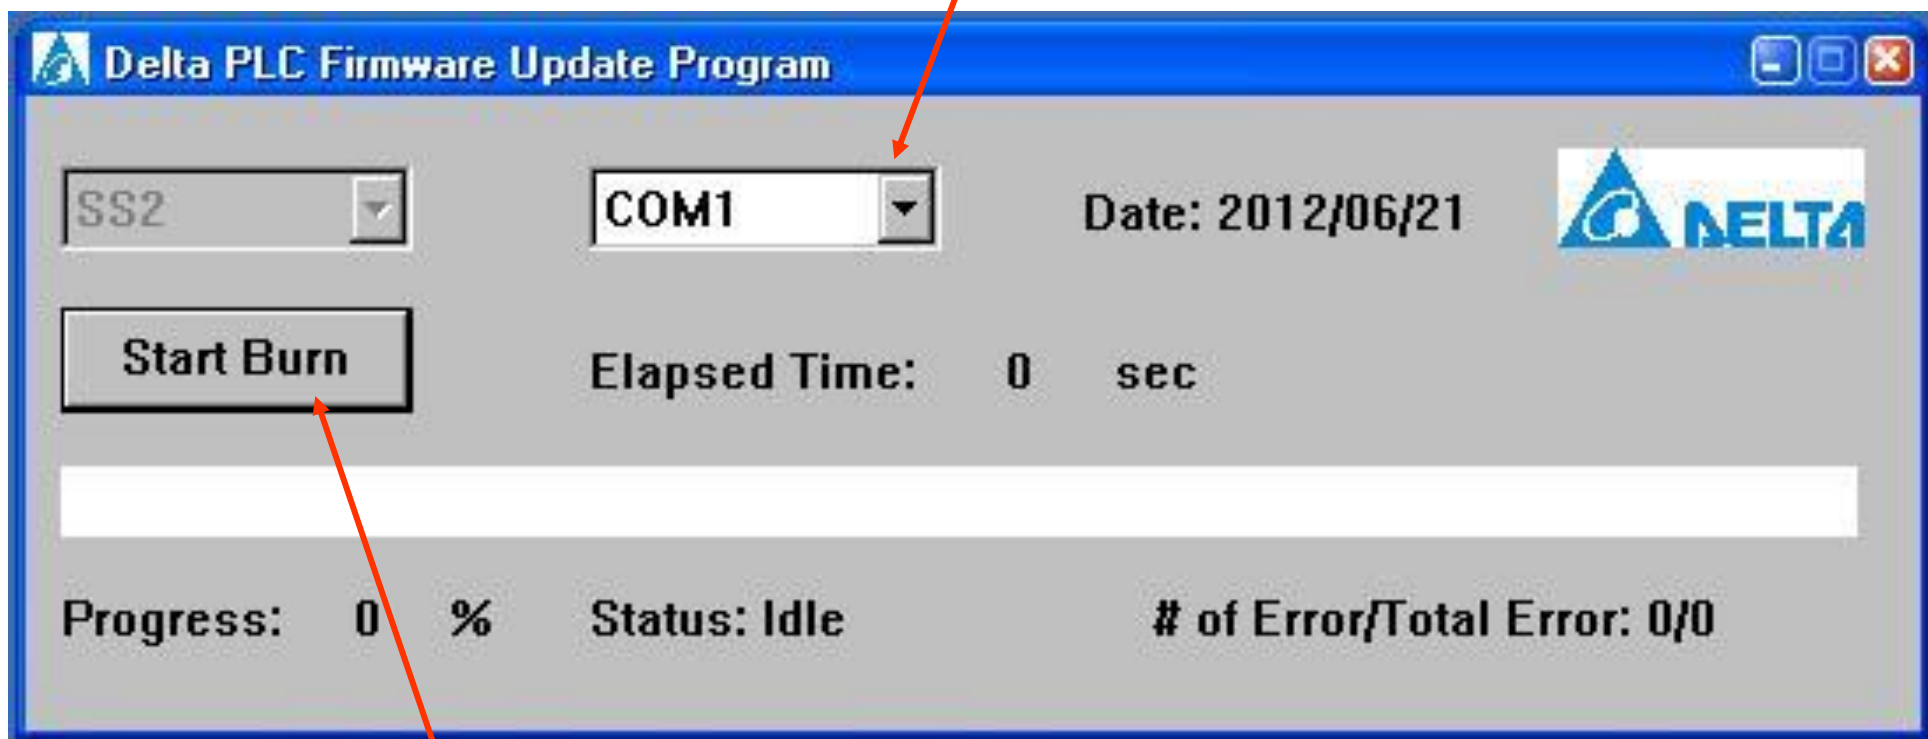 Delta PLC Firmware Update Program
SS2 COM1 Date: 2012/06/21 DELTA
Start Burn Elapsed Time: 0 sec
Progress: 0 % Status: Idle # of Error/Total Error: 0/0